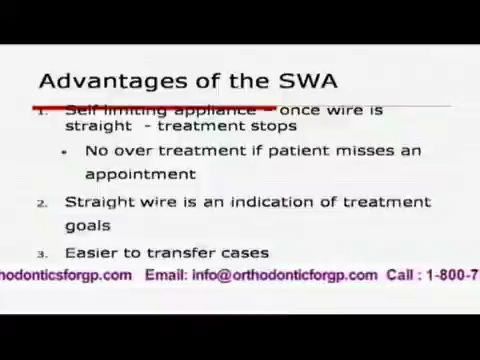 Advantages of the SWA
1. Self limiting appliance – once wire is
straight - treatment stops
• No over treatment if patient misses an
appointment
2. Straight wire is an indication of treatment
goals
3. Easier to transfer cases
hodonticsforgp.com Email: info@orthodonticforgp.com Call : 1-800-7